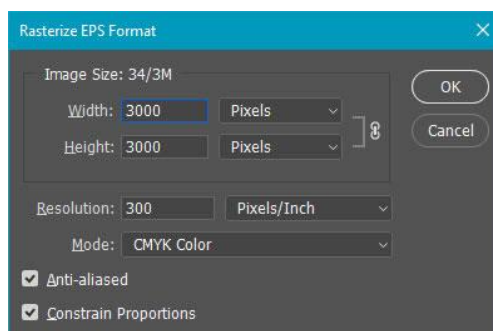 Rasterize EPS Format
Image Size: 34/3M
OK
Width: 3000 Pixels
Cancel
Height: 3000 Pixels
Resolution: 300 Pixels/Inch
Mode: CMYK Color
Anti-aliased
Constrain Proportions